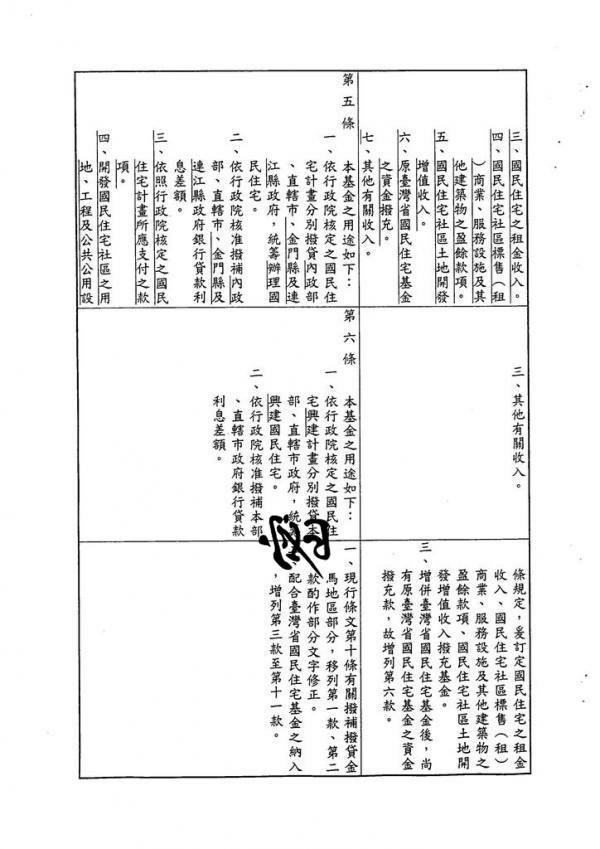 三、國民住宅之租金收入。
四、國民住宅社區標售(租
)商業、服務設施及其
他建築物之盈餘款項。
五、國民住宅社區土地開發
增值收入。
六、原臺灣省國民住宅基金
之資金撥充。
七、其他有關收入。
三、其他有關收入。
條規定,爰訂定國民住宅之租金
收入、國民住宅社區標售(租)
商業、服務設施及其他建築物之
盈餘款項、國民住宅社區土地開
發增值收入撥充基金。
三、增併臺灣省國民住宅基金後,尚
有原臺灣省國民住宅基金之資金
撥充款,故增列第六款。
第五條 本基金之用途如下:
一、依行政院核定之國民住
宅計畫分別撥貸內政部
、直轄市、金門縣及連
江縣政府,統籌辦理國
民住宅。
二、依行政院核准撥補內政
部、直轄市、金門縣及
連江縣政府銀行貸款利
息差額。
三、依照行政院核定之國民
住宅計畫所應支付之款
項。
四、開發國民住宅社區之用
地、工程及公共公用設
第六條 本基金之用途如下:
一、依行政院核定之國民住
宅興建計畫分別撥貸本
部、直轄市政府,統
興建國民住宅。
二、依行政院核准撥補本部
、直轄市政府銀行貸款
利息差額。
一、現行條文第十條有關撥補撥貸金
馬地區部分,移列第一款、第二
款酌作部分文字修正。
、配合臺灣省國民住宅基金之納入
,增列第三款至第十一款。